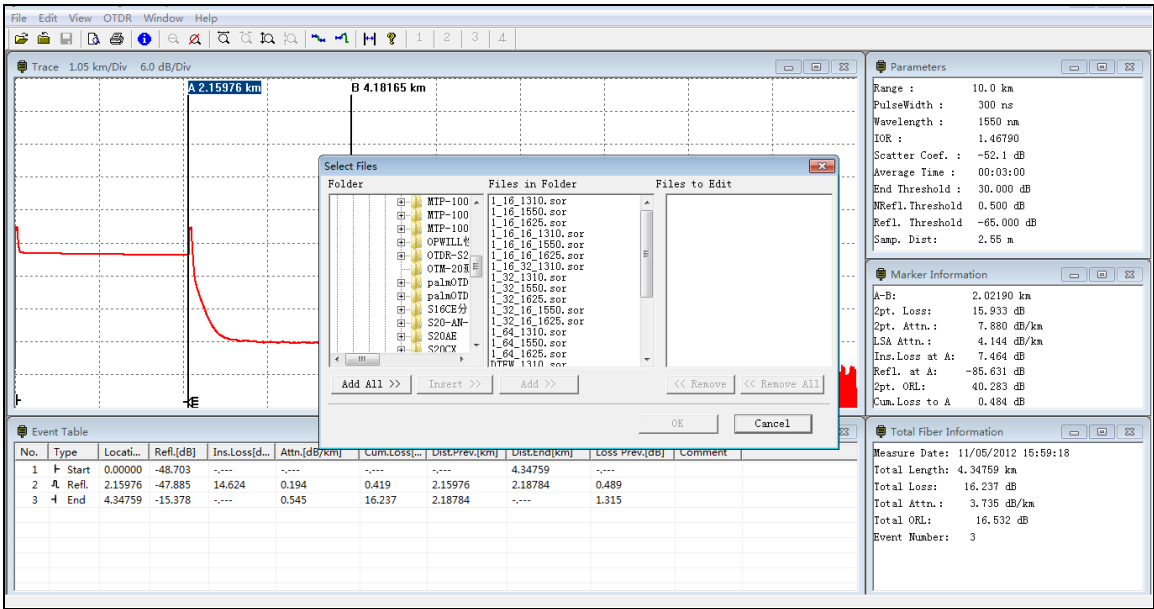 File Edit View OTDR Window Help
1 2 3 4
Trace 1.05 km/Div 6.0 dB/Div
A 2.15976 km
B 4.18165 km
Select Files
Folder
Files in Folder
Files to Edit
MTP-100
MTP-100
MTP-100
OPWILL
OTDR-S2
OTM-20
palmOTD
palmOTD
S16CE分
S20-AN-
S20AE
S20CX
1_16_1310.sor
1_16_1550.sor
1_16_1625.sor
1_16_16_1310.sor
1_16_16_1550.sor
1_16_16_1625.sor
1_16_32_1310.sor
1_32_1310.sor
1_32_1550.sor
1_32_1625.sor
1_32_16_1550.sor
1_32_16_1625.sor
1_64_1310.sor
1_64_1550.sor
1_64_1625.sor
DTFW 1310 sor
Add All >> Insert >> Add >> << Remove << Remove All
OK Cancel
Parameters
Range : 10.0 km
PulseWidth : 300 ns
Wavelength : 1550 nm
IOR : 1.46790
Scatter Coef. : -52.1 dB
Average Time : 00:03:00
End Threshold : 30.000 dB
NRefl.Threshold 0.500 dB
Refl. Threshold -65.000 dB
Samp. Dist: 2.55 m
Marker Information
A-B: 2.02190 km
2pt. Loss: 15.933 dB
2pt. Attn.: 7.880 dB/km
LSA Attn.: 4.144 dB/km
Ins.Loss at A: 7.464 dB
Refl. at A: -85.631 dB
2pt. ORL: 40.283 dB
Cum.Loss to A 0.484 dB
Event Table
No. Type Locati... Refl.[dB] Ins.Loss[d... Attn.[dB/km] Cum.Loss[... Dist.Prev.[km] Dist.End[km] Loss Prev.[dB] Comment
1 Start 0.00000 -48.703 -.--- -.--- -.--- -.--- 4.34759 -.---
2 Refl. 2.15976 -47.885 14.624 0.194 0.419 2.15976 2.18784 0.489
3 End 4.34759 -15.378 -.--- 0.545 16.237 2.18784 -.--- 1.315
Total Fiber Information
Measure Date: 11/05/2012 15:59:18
Total Length: 4.34759 km
Total Loss: 16.237 dB
Total Attn.: 3.735 dB/km
Total ORL: 16.532 dB
Event Number: 3